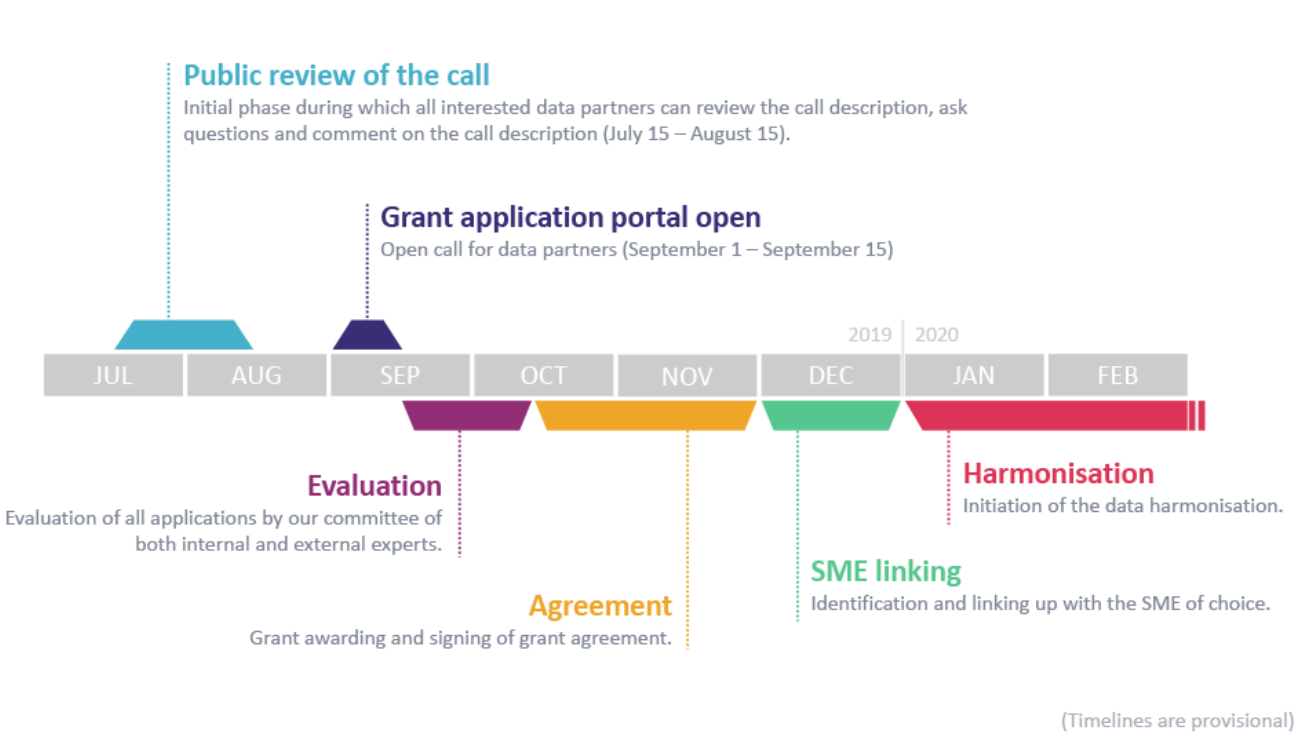 Public review of the call
Initial phase during which all interested data partners can review the call description, ask
questions and comment on the call description (July 15 – August 15).
Grant application portal open
Open call for data partners (September 1 – September 15)
2019 2020
JUL AUG SEP OCT NOV DEC JAN FEB
Evaluation
Evaluation of all applications by our committee of
both internal and external experts.
Harmonisation
Initiation of the data harmonisation.
SME linking
Identification and linking up with the SME of choice.
Agreement
Grant awarding and signing of grant agreement.
(Timelines are provisional)